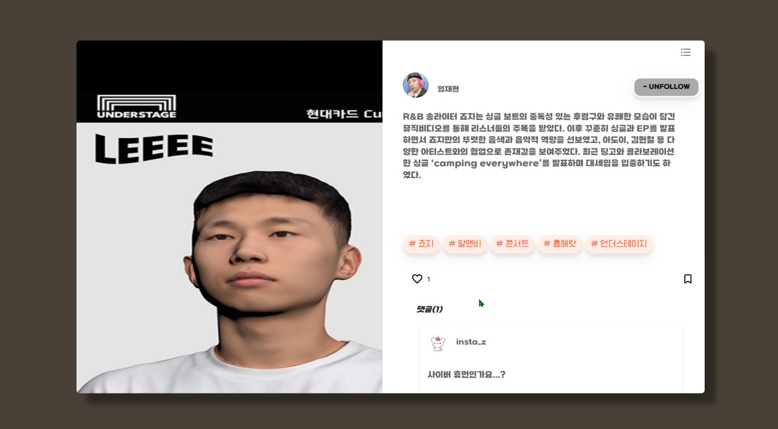 UNDERSTAGE
현대카드 Cu
LEEEE
임재현
- UNFOLLOW
R&B 송라이터 죠지는 싱글 보트의 중독성 있는 후렴구와 유쾌한 모습이 담긴
뮤직비디오를 통해 리스너들의 주목을 받았다. 이후 꾸준히 싱글과 EP를 발표
하면서 죠지만의 뚜렷한 음색과 음악적 역량을 선보였고, 아도이, 김현철 등 다
양한 아티스트와의 협업으로 존재감을 보여주었다. 최근 딩고와 콜라보레이션
한 싱글 ‘camping everywhere’를 발표하며 대세임을 입증하기도 하
였다.
# 죠지
# 알앤비
# 콘서트
# 흡해랏
# 언더스테이지
1
댓글(1)
insta_z
사이버 휴먼인가요...?